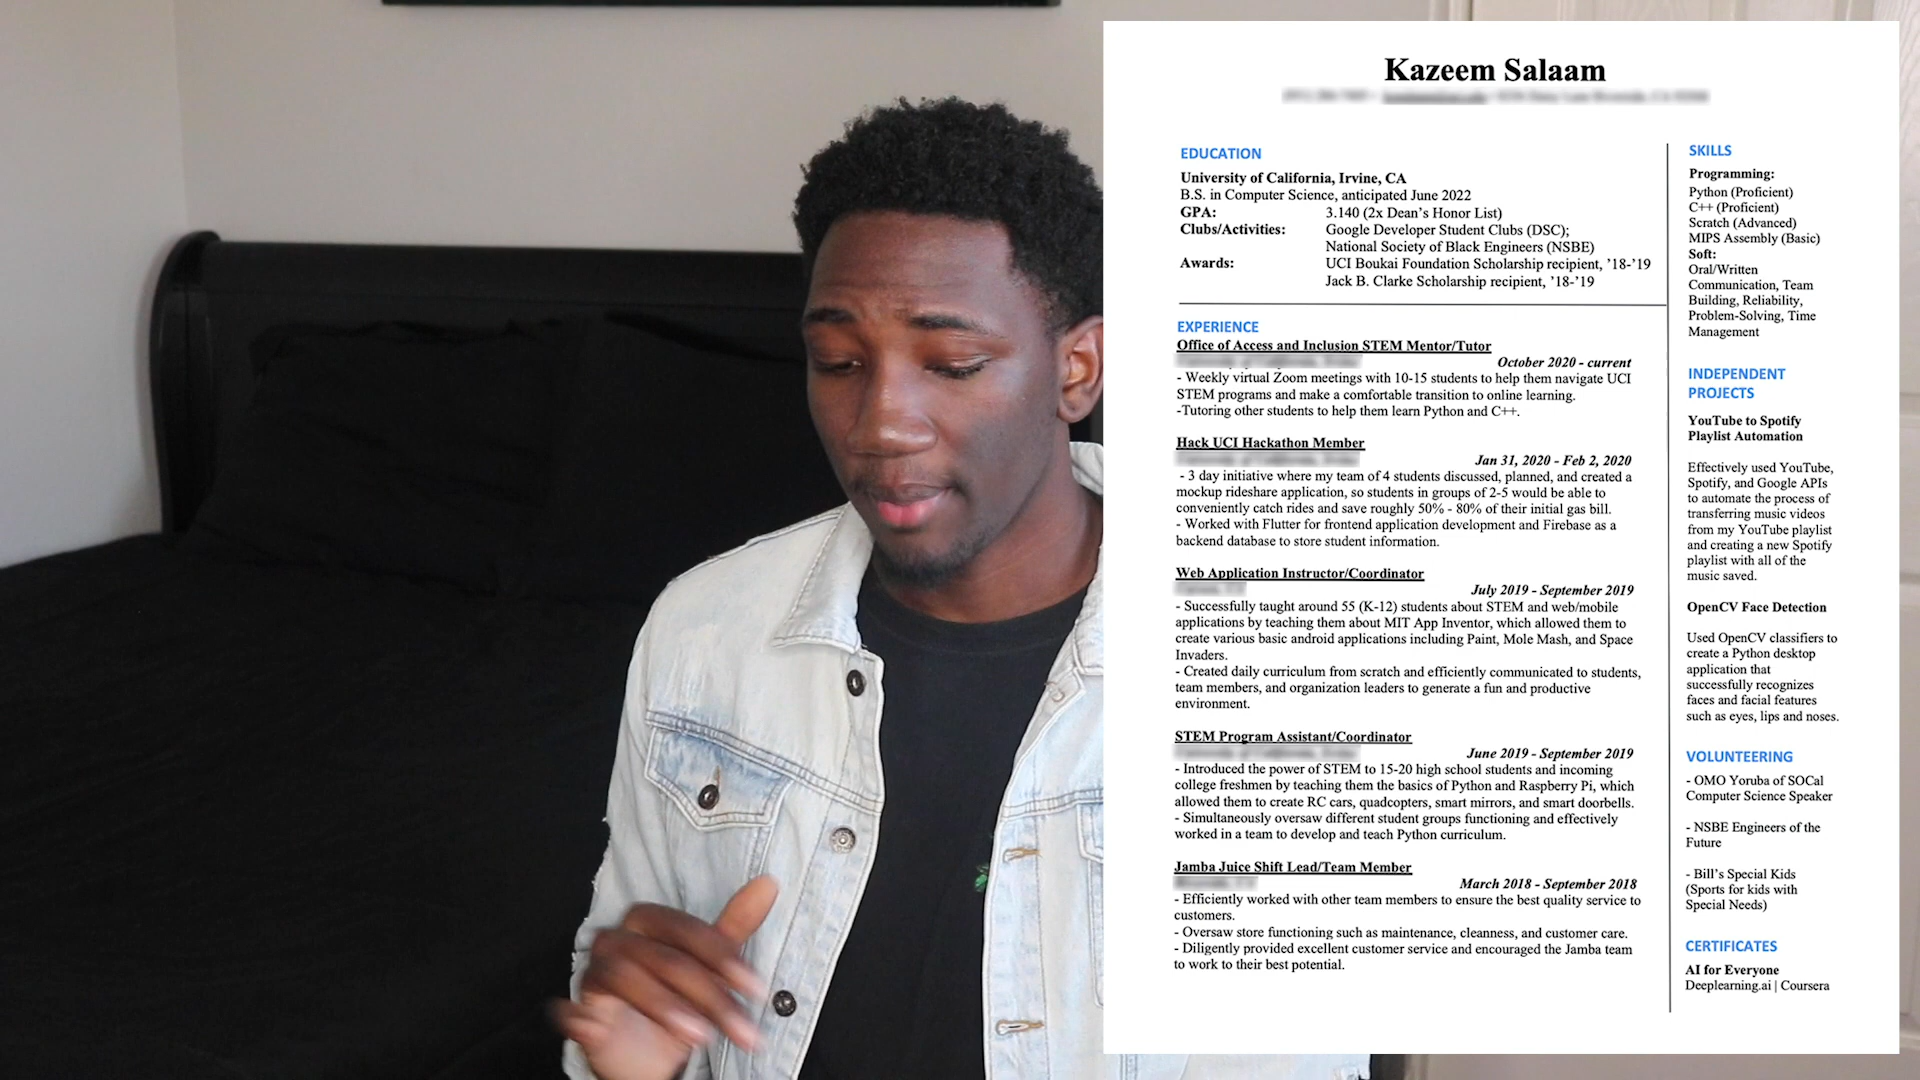 Kazeem Salaam
EDUCATION
University of California, Irvine, CA
B.S. in Computer Science, anticipated June 2022
GPA: 3.140 (2x Dean’s Honor List)
Clubs/Activities: Google Developer Student Clubs (DSC);
National Society of Black Engineers (NSBE)
Awards: UCI Boukai Foundation Scholarship recipient, ’18-’19
Jack B. Clarke Scholarship recipient, ’18-’19
EXPERIENCE
Office of Access and Inclusion STEM Mentor/Tutor
October 2020 - current
- Weekly virtual Zoom meetings with 10-15 students to help them navigate UCI
STEM programs and make a comfortable transition to online learning.
-Tutoring other students to help them learn Python and C++.
Hack UCI Hackathon Member
Jan 31, 2020 - Feb 2, 2020
- 3 day initiative where my team of 4 students discussed, planned, and created a
mockup rideshare application, so students in groups of 2-5 would be able to
conveniently catch rides and save roughly 50% - 80% of their initial gas bill.
- Worked with Flutter for frontend application development and Firebase as a
backend database to store student information.
Web Application Instructor/Coordinator
July 2019 - September 2019
- Successfully taught around 55 (K-12) students about STEM and web/mobile
applications by teaching them about MIT App Inventor, which allowed them to
create various basic android applications including Paint, Mole Mash, and Space
Invaders.
- Created daily curriculum from scratch and efficiently communicated to students,
team members, and organization leaders to generate a fun and productive
environment.
STEM Program Assistant/Coordinator
June 2019 - September 2019
- Introduced the power of STEM to 15-20 high school students and incoming
college freshmen by teaching them the basics of Python and Raspberry Pi, which
allowed them to create RC cars, quadcopters, smart mirrors, and smart doorbells.
- Simultaneously oversaw different student groups functioning and effectively
worked in a team to develop and teach Python curriculum.
Jamba Juice Shift Lead/Team Member
March 2018 - September 2018
- Efficiently worked with other team members to ensure the best quality service to
customers.
- Oversaw store functioning such as maintenance, cleanness, and customer care.
- Diligently provided excellent customer service and encouraged the Jamba team
to work to their best potential.
SKILLS
Programming:
Python (Proficient)
C++ (Proficient)
Scratch (Advanced)
MIPS Assembly (Basic)
Soft:
Oral/Written
Communication, Team
Building, Reliability,
Problem-Solving, Time
Management
INDEPENDENT
PROJECTS
YouTube to Spotify
Playlist Automation
Effectively used YouTube,
Spotify, and Google APIs
to automate the process of
transferring music videos
from my YouTube playlist
and creating a new Spotify
playlist with all of the
music saved.
OpenCV Face Detection
Used OpenCV classifiers to
create a Python desktop
application that
successfully recognizes
faces and facial features
such as eyes, lips and noses.
VOLUNTEERING
- OMO Yoruba of SOCal
Computer Science Speaker
- NSBE Engineers of the
Future
- Bill’s Special Kids
(Sports for kids with
Special Needs)
CERTIFICATES
AI for Everyone
Deeplearning.ai | Coursera